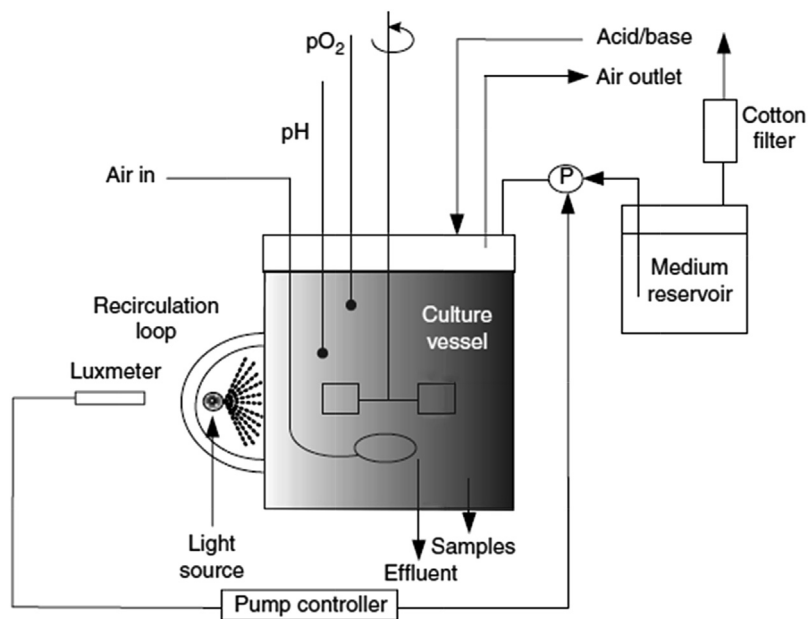 pO2
Acid/base
Air outlet
Cotton
filter
pH
Air in
P
Medium
reservoir
Recirculation
loop
Culture
vessel
Luxmeter
Light
source
Samples
Effluent
Pump controller